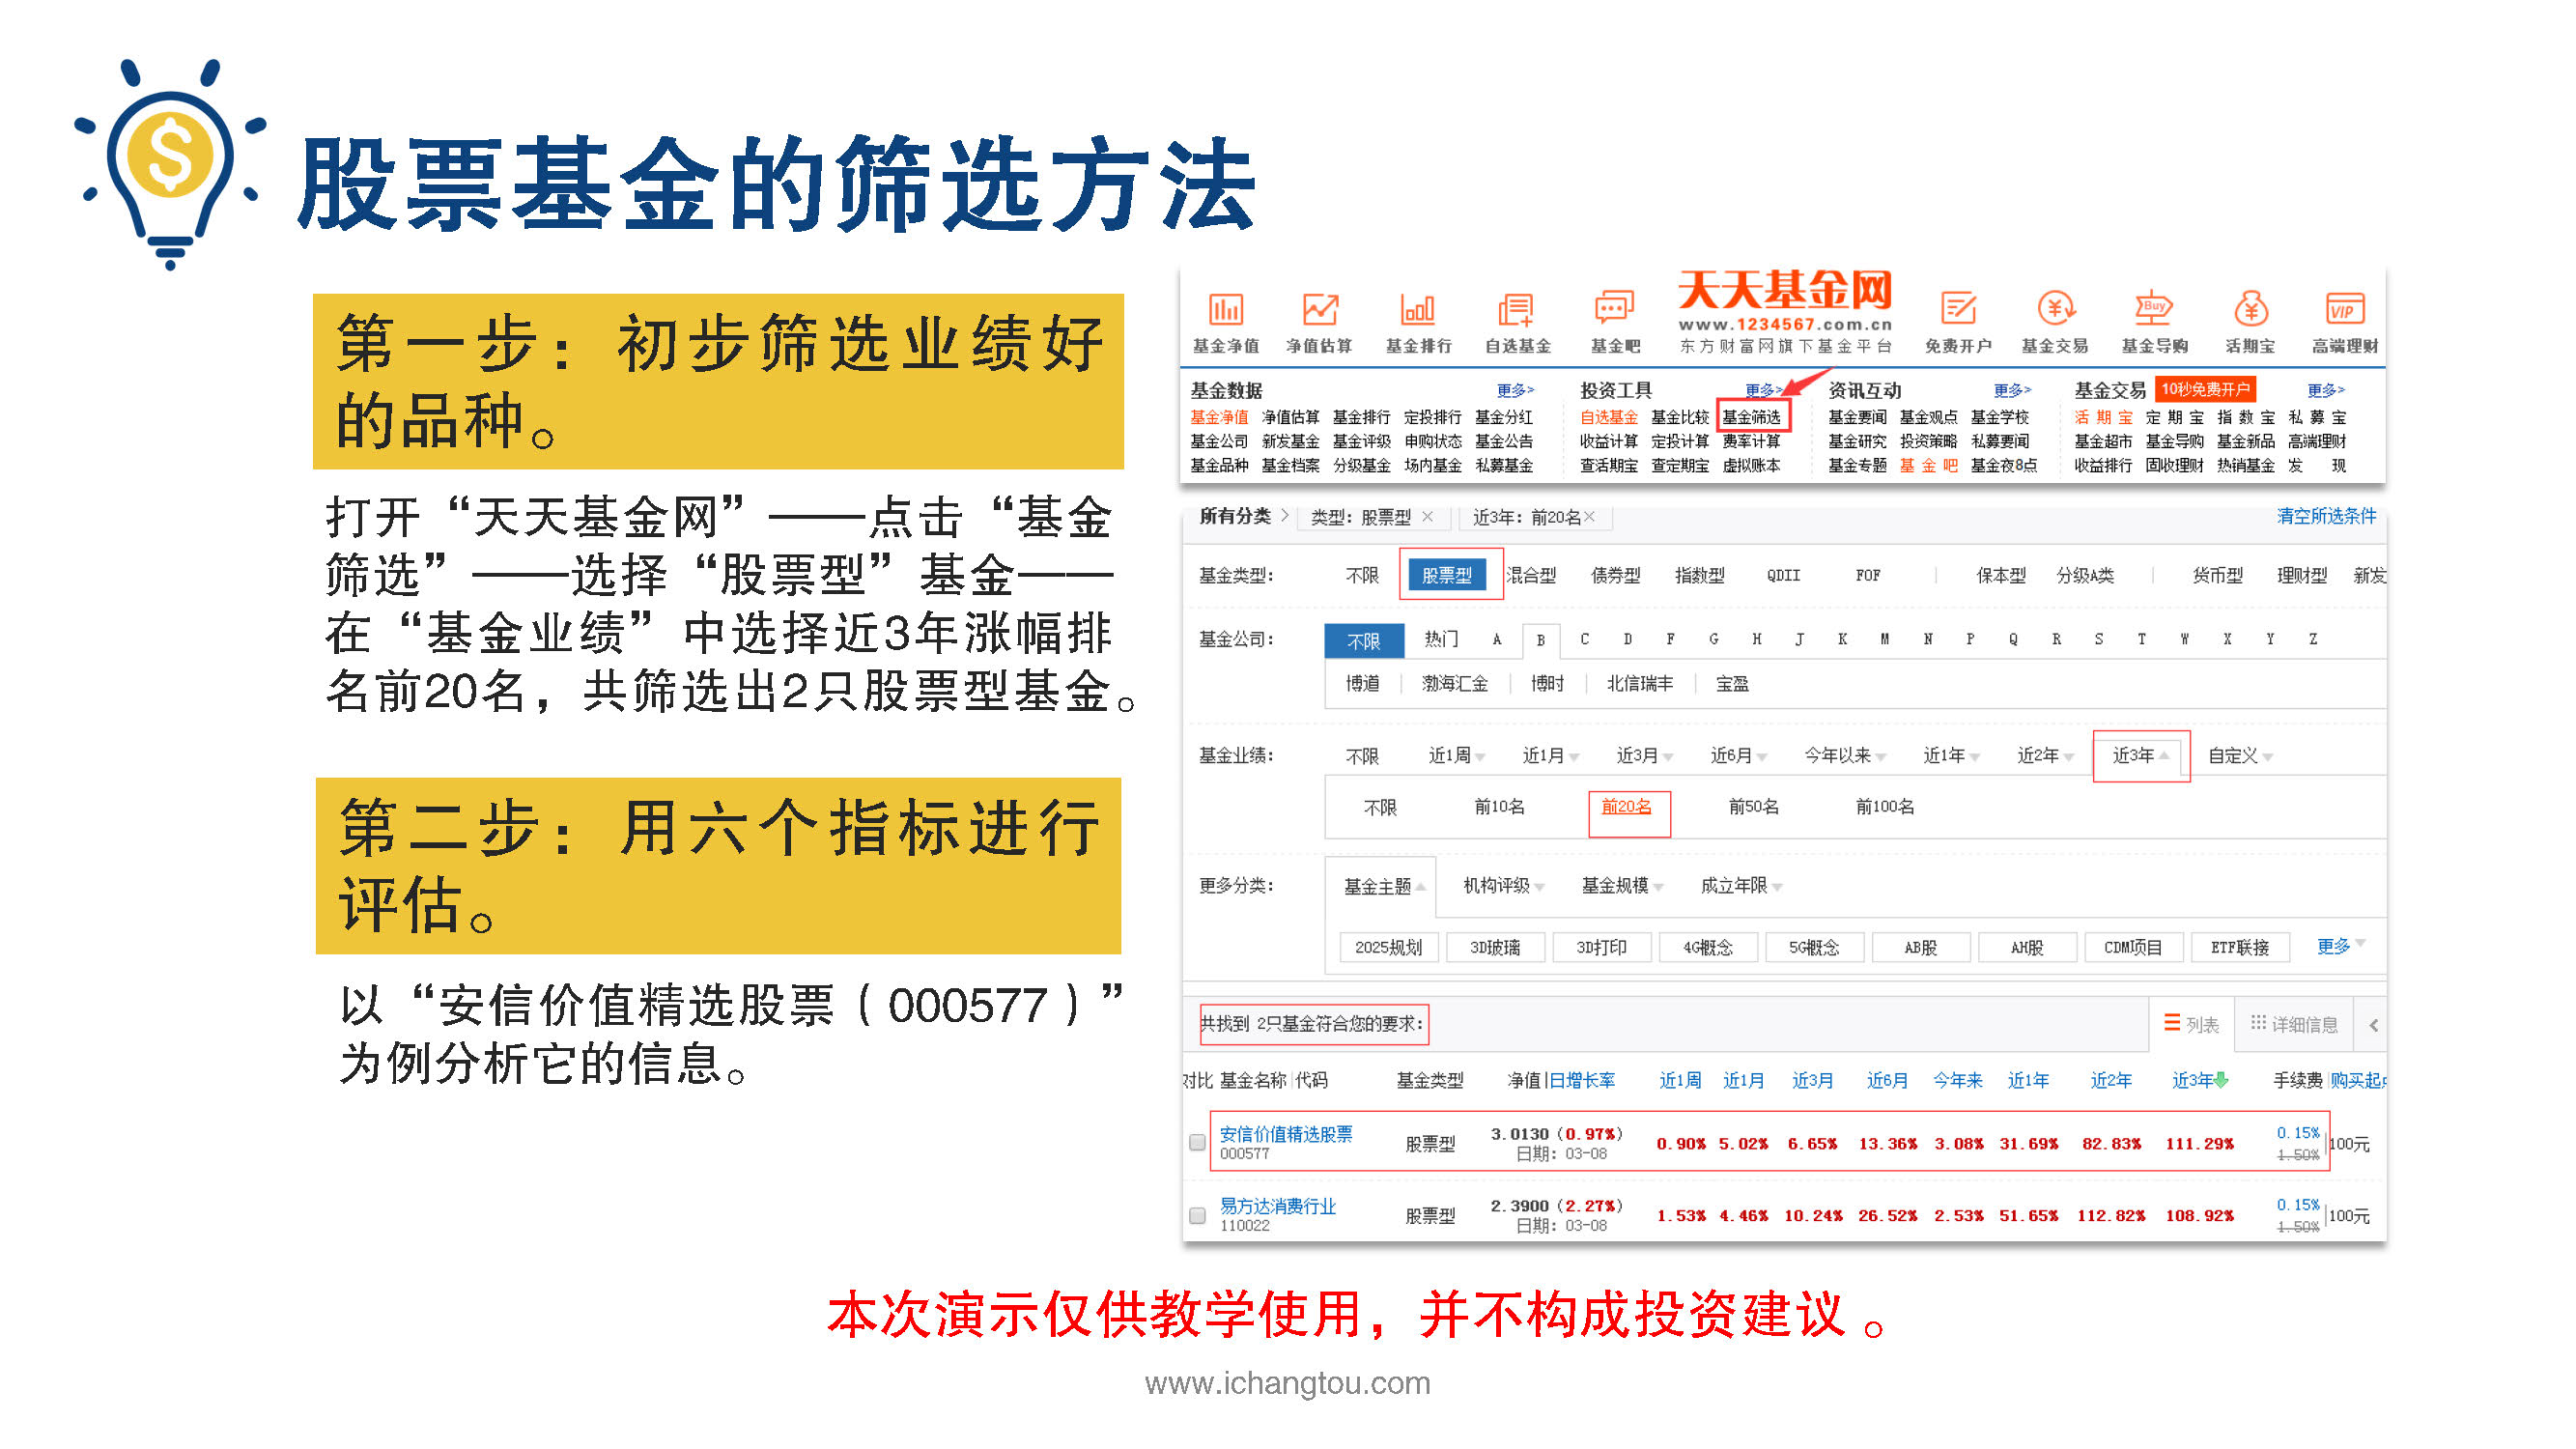 股票基金的筛选方法
第一步：初步筛选业绩好
的品种。
打开“天天基金网”——点击“基金
筛选”——选择“股票型”基金——
在“基金业绩”中选择近3年涨幅排
名前20名，共筛选出2只股票型基金。
第二步：用六个指标进行
评估。
以“安信价值精选股票（000577）”
为例分析它的信息。
基金净值 净值估算 基金排行 自选基金 基金吧
天天基金网
www.1234567.com.cn
东方财富网旗下基金平台
免费开户 基金交易 基金导购 活期宝 高端理财
Buy
VIP
基金数据 更多> 投资工具 更多> 资讯互动 更多> 基金交易 10秒免费开户 更多>
基金净值 净值估算 基金排行 定投排行 基金分红 自选基金 基金比较 基金筛选 基金要闻 基金观点 基金学校 活期宝 定期宝 指数宝 私募宝
基金公司 新发基金 基金评级 申购状态 基金公告 收益计算 定投计算 费率计算 基金研究 投资策略 私募要闻 基金超市 基金导购 基金新品 高端理财
基金品种 基金档案 分级基金 场内基金 私募基金 查活期宝 查定期宝 虚拟账本 基金专题 基金吧 基金夜8点 收益排行 固收理财 热销基金 发现
所有分类 > 类型：股票型 × 近3年：前20名× 清空所选条件
基金类型： 不限 股票型 混合型 债券型 指数型 QDII FOF | 保本型 分级A类 | 货币型 理财型 新发
基金公司： 不限 热门 A B C D F G H J K M N P Q R S T W X Y Z
博道 | 渤海汇金 | 博时 | 北信瑞丰 | 宝盈
基金业绩： 不限 近1周 近1月 近3月 近6月 今年以来 近1年 近2年 近3年 自定义
不限 前10名 前20名 前50名 前100名
更多分类： 基金主题 机构评级 基金规模 成立年限
2025规划 3D玻璃 3D打印 4G概念 5G概念 AB股 AH股 CDM项目 ETF联接 更多
共找到 2只基金符合您的要求： 列表 详细信息 <
对比 基金名称|代码 基金类型 净值|日增长率 近1周 近1月 近3月 近6月 今年来 近1年 近2年 近3年 手续费 购买起点
安信价值精选股票 股票型 3.0130（0.97%） 0.90% 5.02% 6.65% 13.36% 3.08% 31.69% 82.83% 111.29% 0.15% |100元
000577 日期：03-08 1.50%
易方达消费行业 股票型 2.3900（2.27%） 1.53% 4.46% 10.24% 26.52% 2.53% 51.65% 112.82% 108.92% 0.15% |100元
110022 日期：03-08 1.50%
本次演示仅供教学使用，并不构成投资建议。
www.ichangtou.com